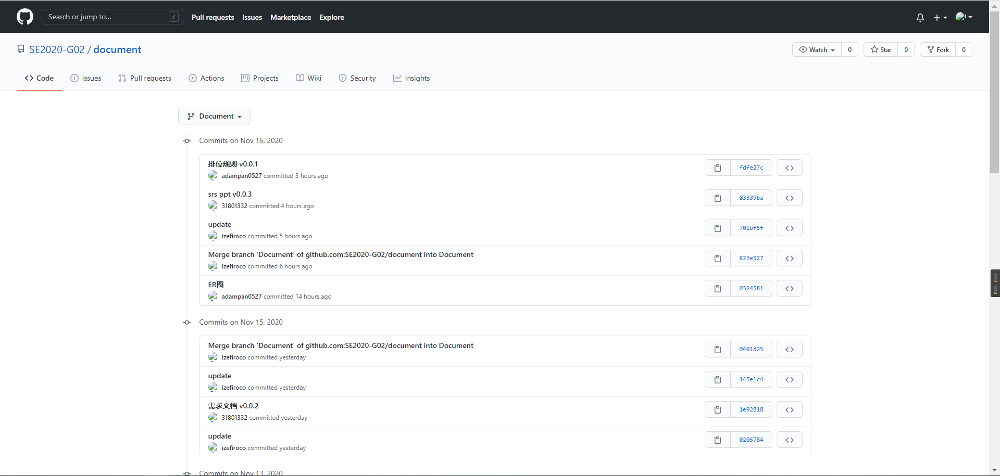 Search or jump to... /
Pull requests Issues Marketplace Explore
SE2020-G02 / document
Watch 0 Star 0 Fork 0
Code Issues Pull requests Actions Projects Wiki Security Insights
Document
Commits on Nov 16, 2020
排位规则 v0.0.1
adampan0527 committed 3 hours ago
fdfe27c
srs ppt v0.0.3
31801332 committed 4 hours ago
03339ba
update
izefiroco committed 5 hours ago
701bf5f
Merge branch 'Document' of github.com:SE2020-G02/document into Document
izefiroco committed 6 hours ago
823e527
ER图
adampan0527 committed 14 hours ago
0324581
Commits on Nov 15, 2020
Merge branch 'Document' of github.com:SE2020-G02/document into Document
izefiroco committed yesterday
0401d25
update
izefiroco committed yesterday
145e1c4
需求文档 v0.0.2
31801332 committed yesterday
1e92818
update
izefiroco committed yesterday
0205784
Commits on Nov 13, 2020